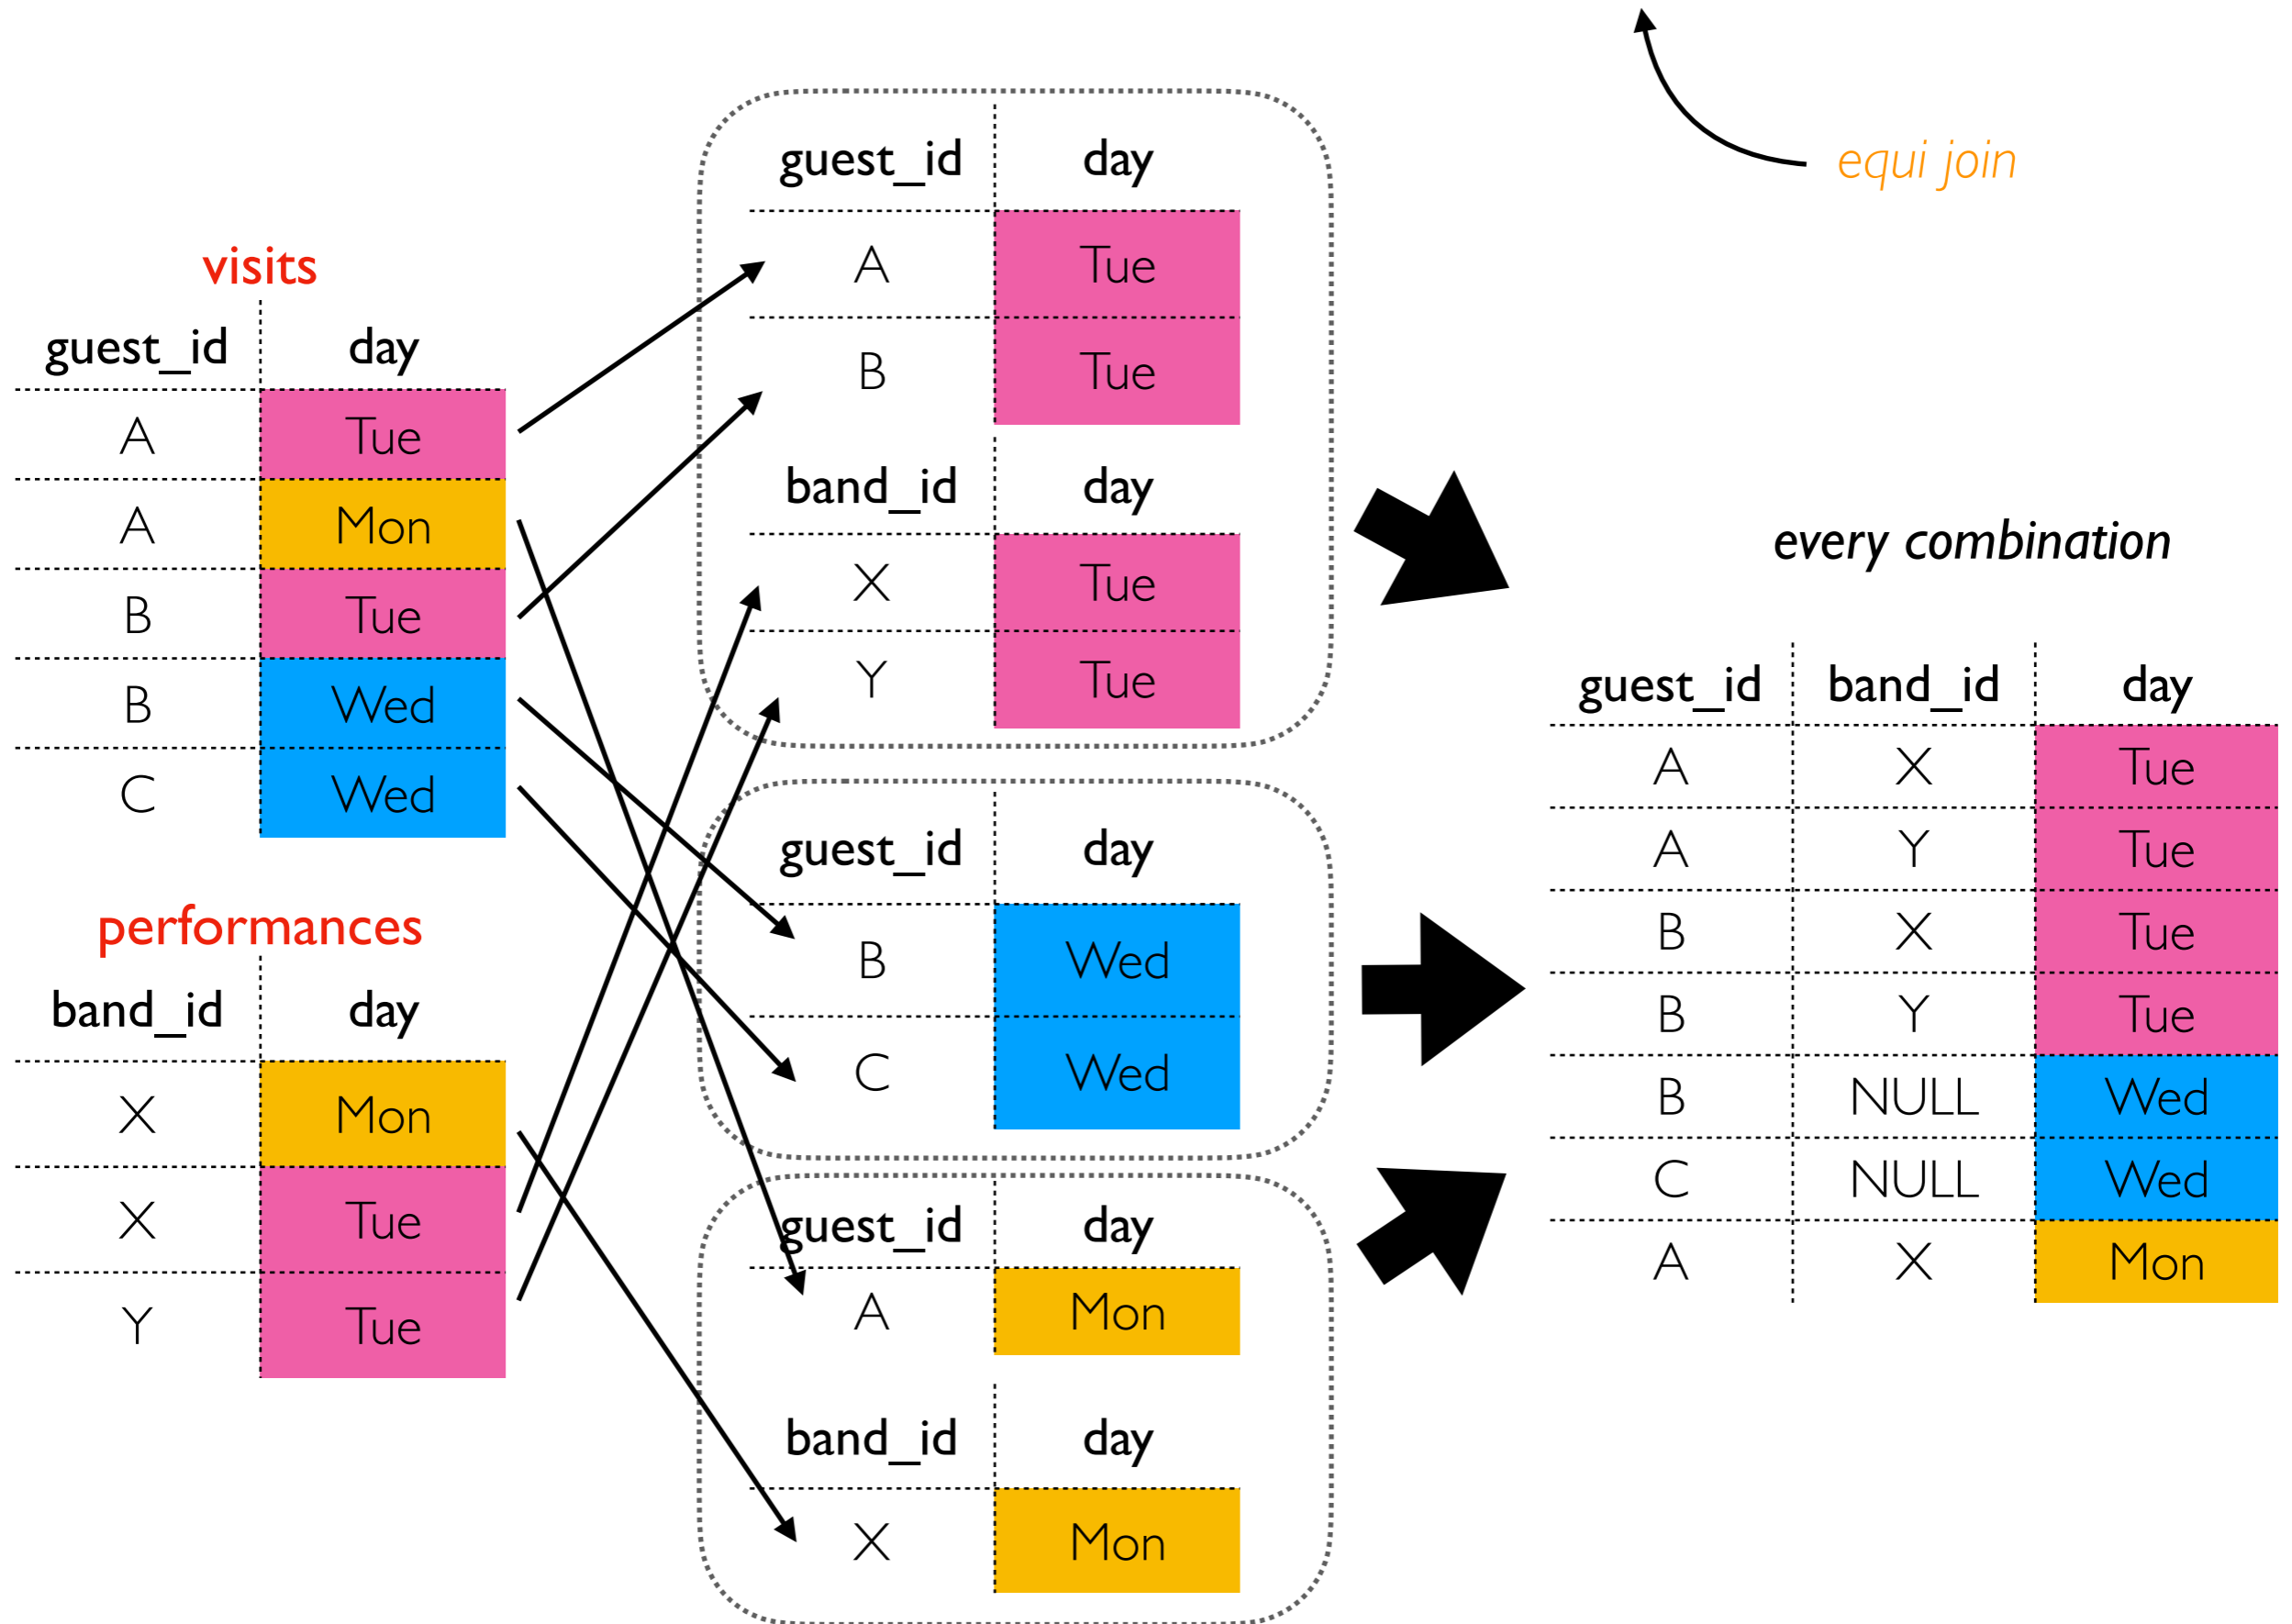 equi join
visits
guest_id day
A Tue
A Mon
B Tue
B Wed
C Wed
performances
band_id day
X Mon
X Tue
Y Tue
guest_id day
A Tue
B Tue
band_id day
X Tue
Y Tue
guest_id day
B Wed
C Wed
guest_id day
A Mon
band_id day
X Mon
every combination
guest_id band_id day
A X Tue
A Y Tue
B X Tue
B Y Tue
B NULL Wed
C NULL Wed
A X Mon